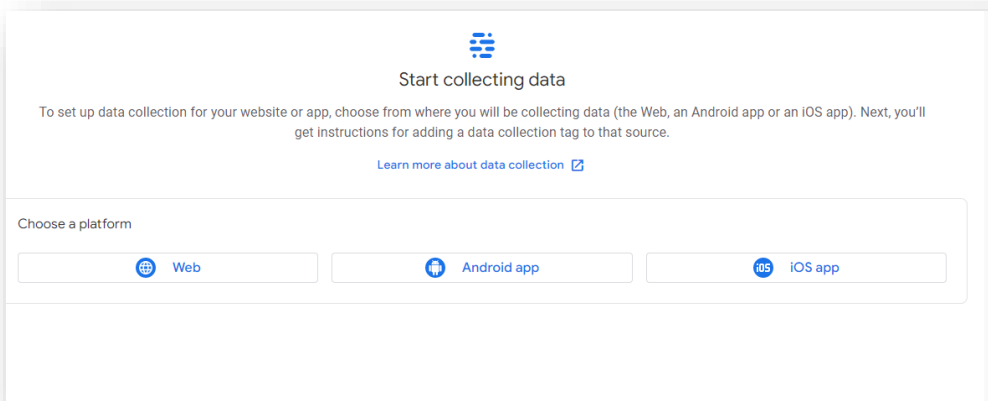 Start collecting data
To set up data collection for your website or app, choose from where you will be collecting data (the Web, an Android app or an iOS app). Next, you'll
get instructions for adding a data collection tag to that source.
Learn more about data collection
Choose a platform
Web
Android app
iOS iOS app